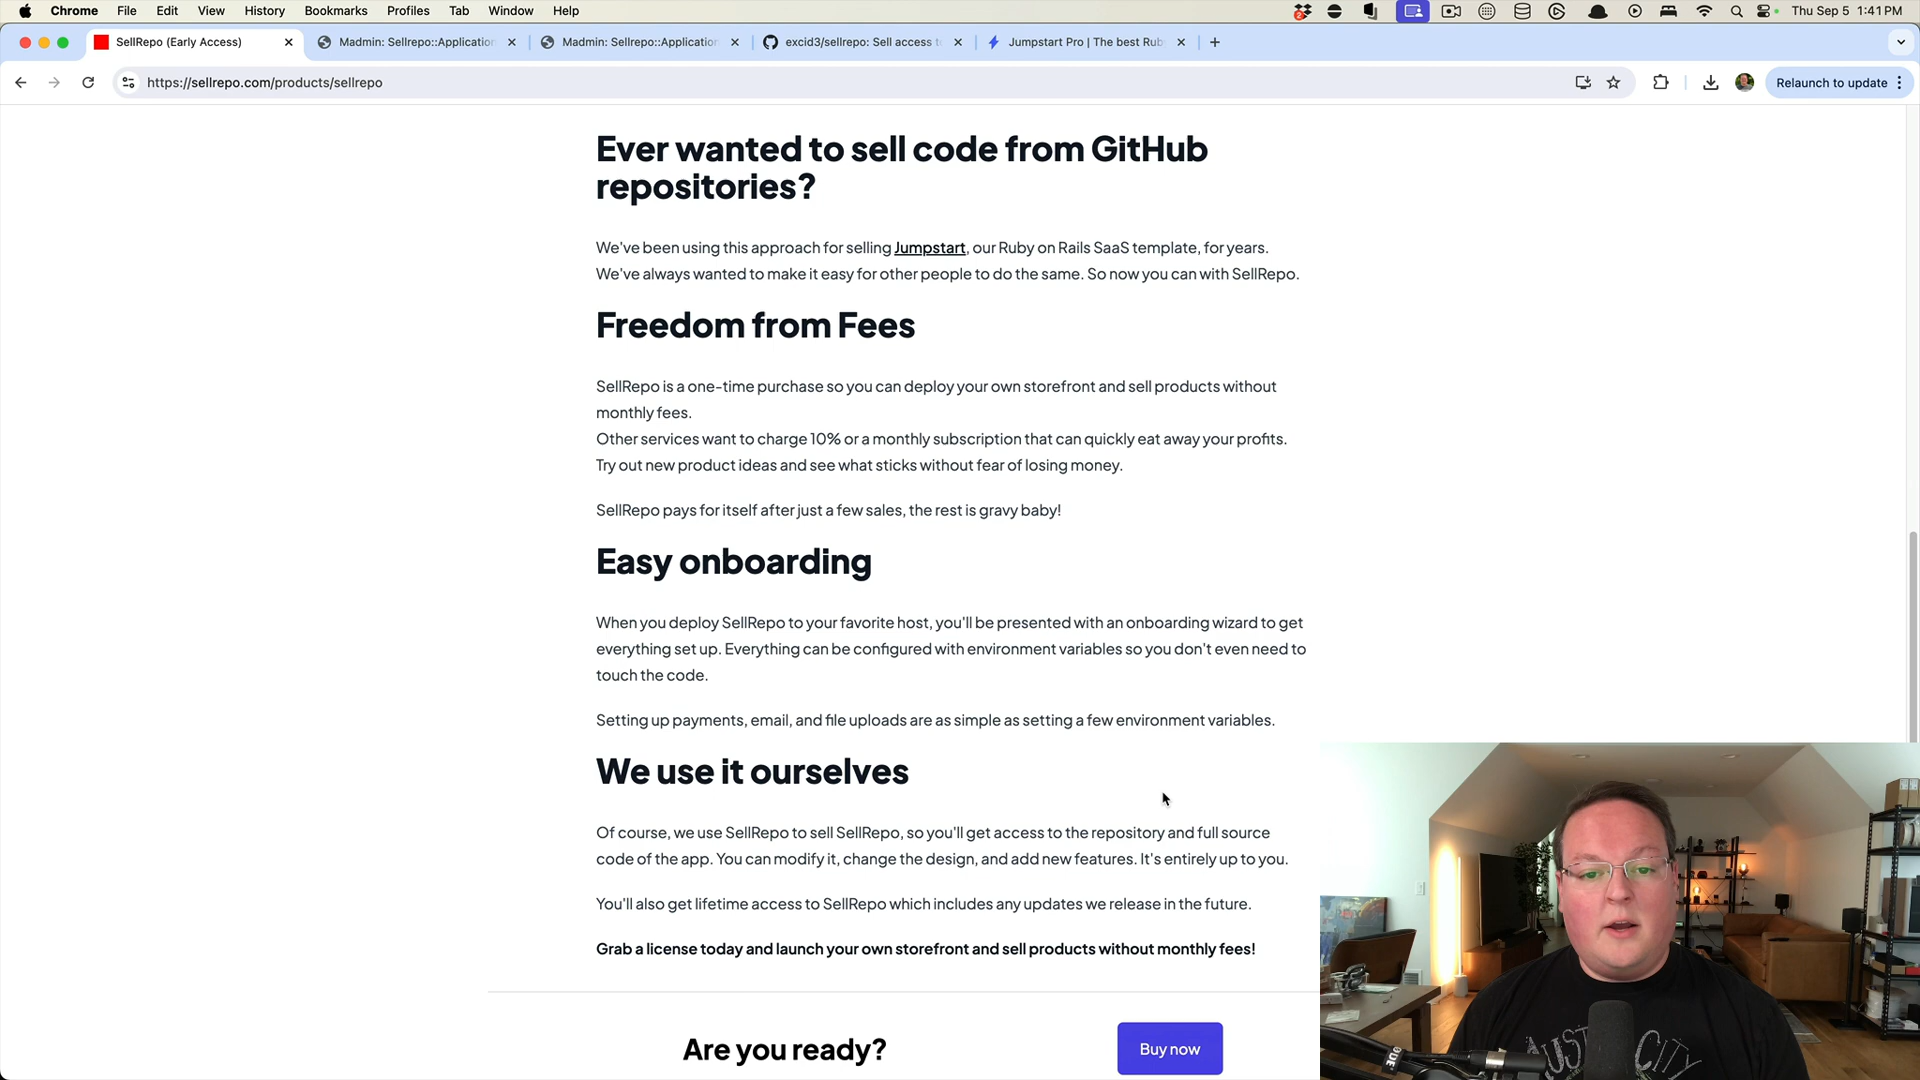 Chrome File Edit View History Bookmarks Profiles Tab Window Help
Thu Sep 5 1:41 PM
SellRepo (Early Access)
Madmin: Sellrepo::Application
Madmin: Sellrepo::Application
excid3/sellrepo: Sell access t
Jumpstart Pro | The best Rub
https://sellrepo.com/products/sellrepo
Relaunch to update
Ever wanted to sell code from GitHub
repositories?
We've been using this approach for selling Jumpstart, our Ruby on Rails SaaS template, for years.
We've always wanted to make it easy for other people to do the same. So now you can with SellRepo.
Freedom from Fees
SellRepo is a one-time purchase so you can deploy your own storefront and sell products without
monthly fees.
Other services want to charge 10% or a monthly subscription that can quickly eat away your profits.
Try out new product ideas and see what sticks without fear of losing money.
SellRepo pays for itself after just a few sales, the rest is gravy baby!
Easy onboarding
When you deploy SellRepo to your favorite host, you'll be presented with an onboarding wizard to get
everything set up. Everything can be configured with environment variables so you don't even need to
touch the code.
Setting up payments, email, and file uploads are as simple as setting a few environment variables.
We use it ourselves
Of course, we use SellRepo to sell SellRepo, so you'll get access to the repository and full source
code of the app. You can modify it, change the design, and add new features. It's entirely up to you.
You'll also get lifetime access to SellRepo which includes any updates we release in the future.
Grab a license today and launch your own storefront and sell products without monthly fees!
Are you ready?
Buy now
RODE
AUSTIN CITY